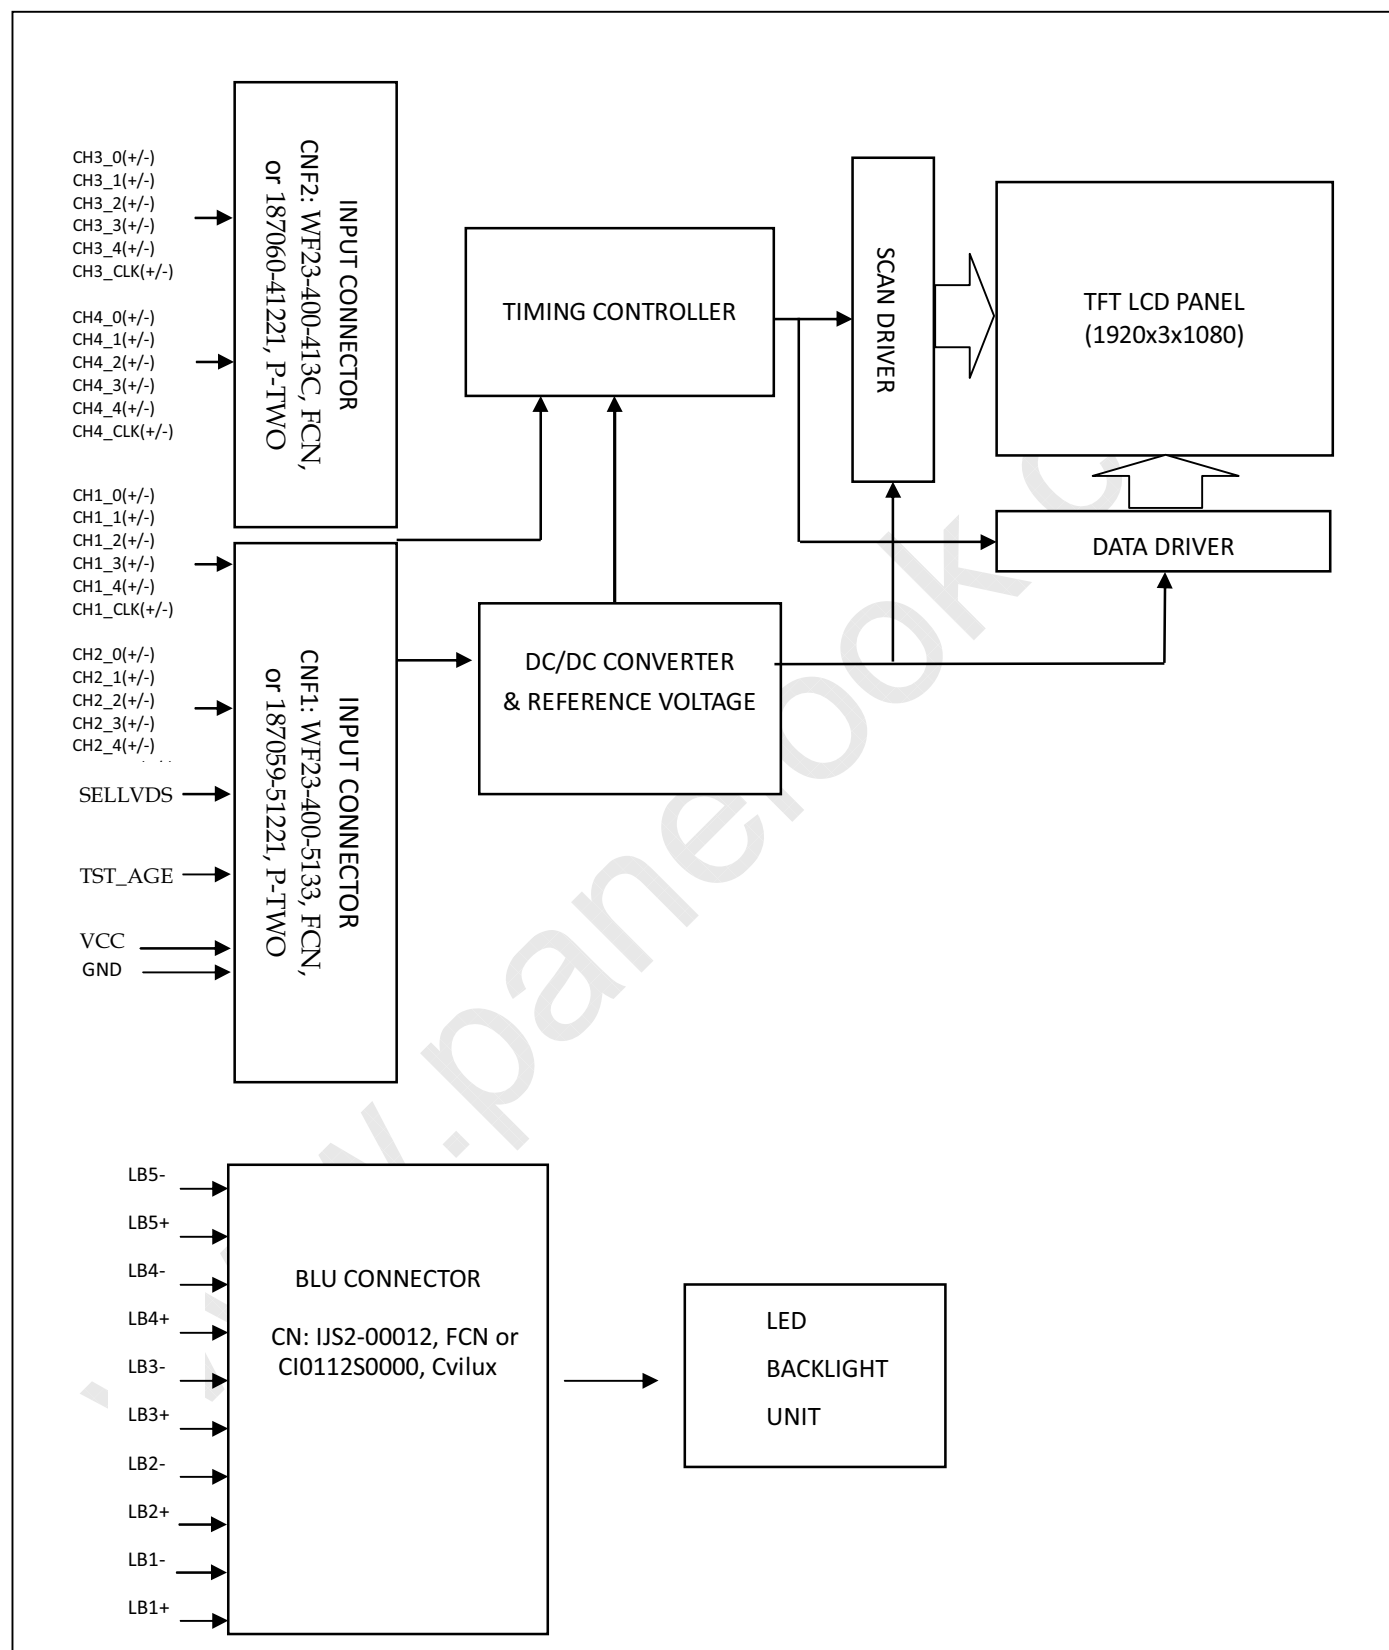 CH3_0(+/-)
CH3_1(+/-)
CH3_2(+/-)
CH3_3(+/-)
CH3_4(+/-)
CH3_CLK(+/-)
CH4_0(+/-)
CH4_1(+/-)
CH4_2(+/-)
CH4_3(+/-)
CH4_4(+/-)
CH4_CLK(+/-)
INPUT CONNECTOR
CNF2: WF23-400-413C, FCN,
or 187060-41221, P-TWO
CH1_0(+/-)
CH1_1(+/-)
CH1_2(+/-)
CH1_3(+/-)
CH1_4(+/-)
CH1_CLK(+/-)
CH2_0(+/-)
CH2_1(+/-)
CH2_2(+/-)
CH2_3(+/-)
CH2_4(+/-)
SELLVDS
TST_AGE
VCC
GND
INPUT CONNECTOR
CNF1: WF23-400-5133, FCN,
or 187059-51221, P-TWO
TIMING CONTROLLER
SCAN DRIVER
TFT LCD PANEL
(1920x3x1080)
DATA DRIVER
DC/DC CONVERTER
& REFERENCE VOLTAGE
LB5-
LB5+
LB4-
LB4+
LB3-
LB3+
LB2-
LB2+
LB1-
LB1+
BLU CONNECTOR
CN: IJS2-00012, FCN or
CI0112S0000, Cvilux
LED
BACKLIGHT
UNIT
.panelook.c